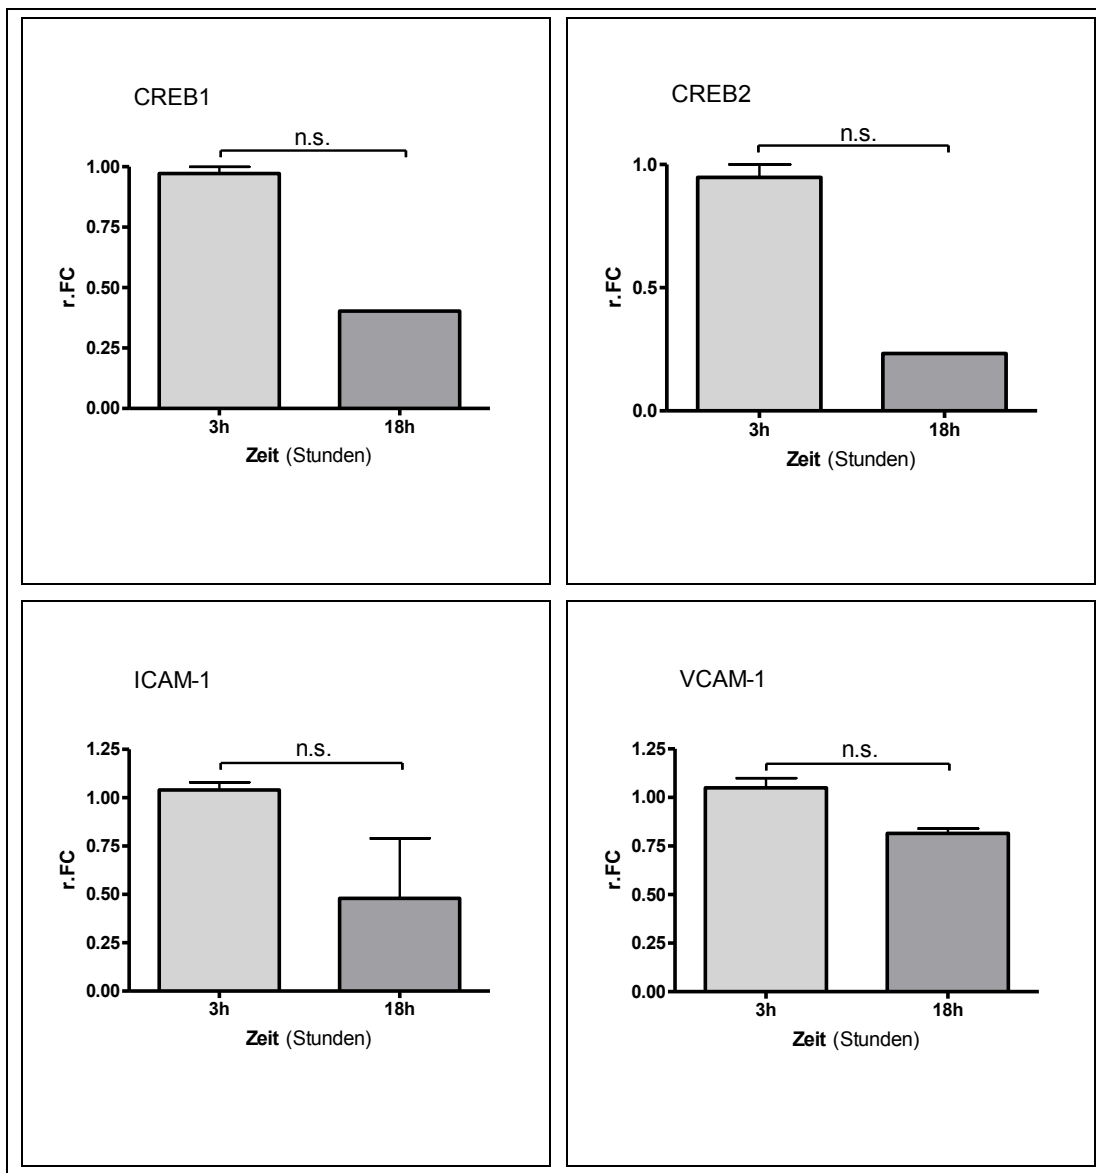 CREB1
n.s.
1.00
0.75
0.50
0.25
0.00
r.FC
3h 18h
Zeit (Stunden)
CREB2
n.s.
1.0
0.5
0.0
r.FC
3h 18h
Zeit (Stunden)
ICAM-1
n.s.
1.25
1.00
0.75
0.50
0.25
0.00
r.FC
3h 18h
Zeit (Stunden)
VCAM-1
n.s.
1.25
1.00
0.75
0.50
0.25
0.00
r.FC
3h 18h
Zeit (Stunden)